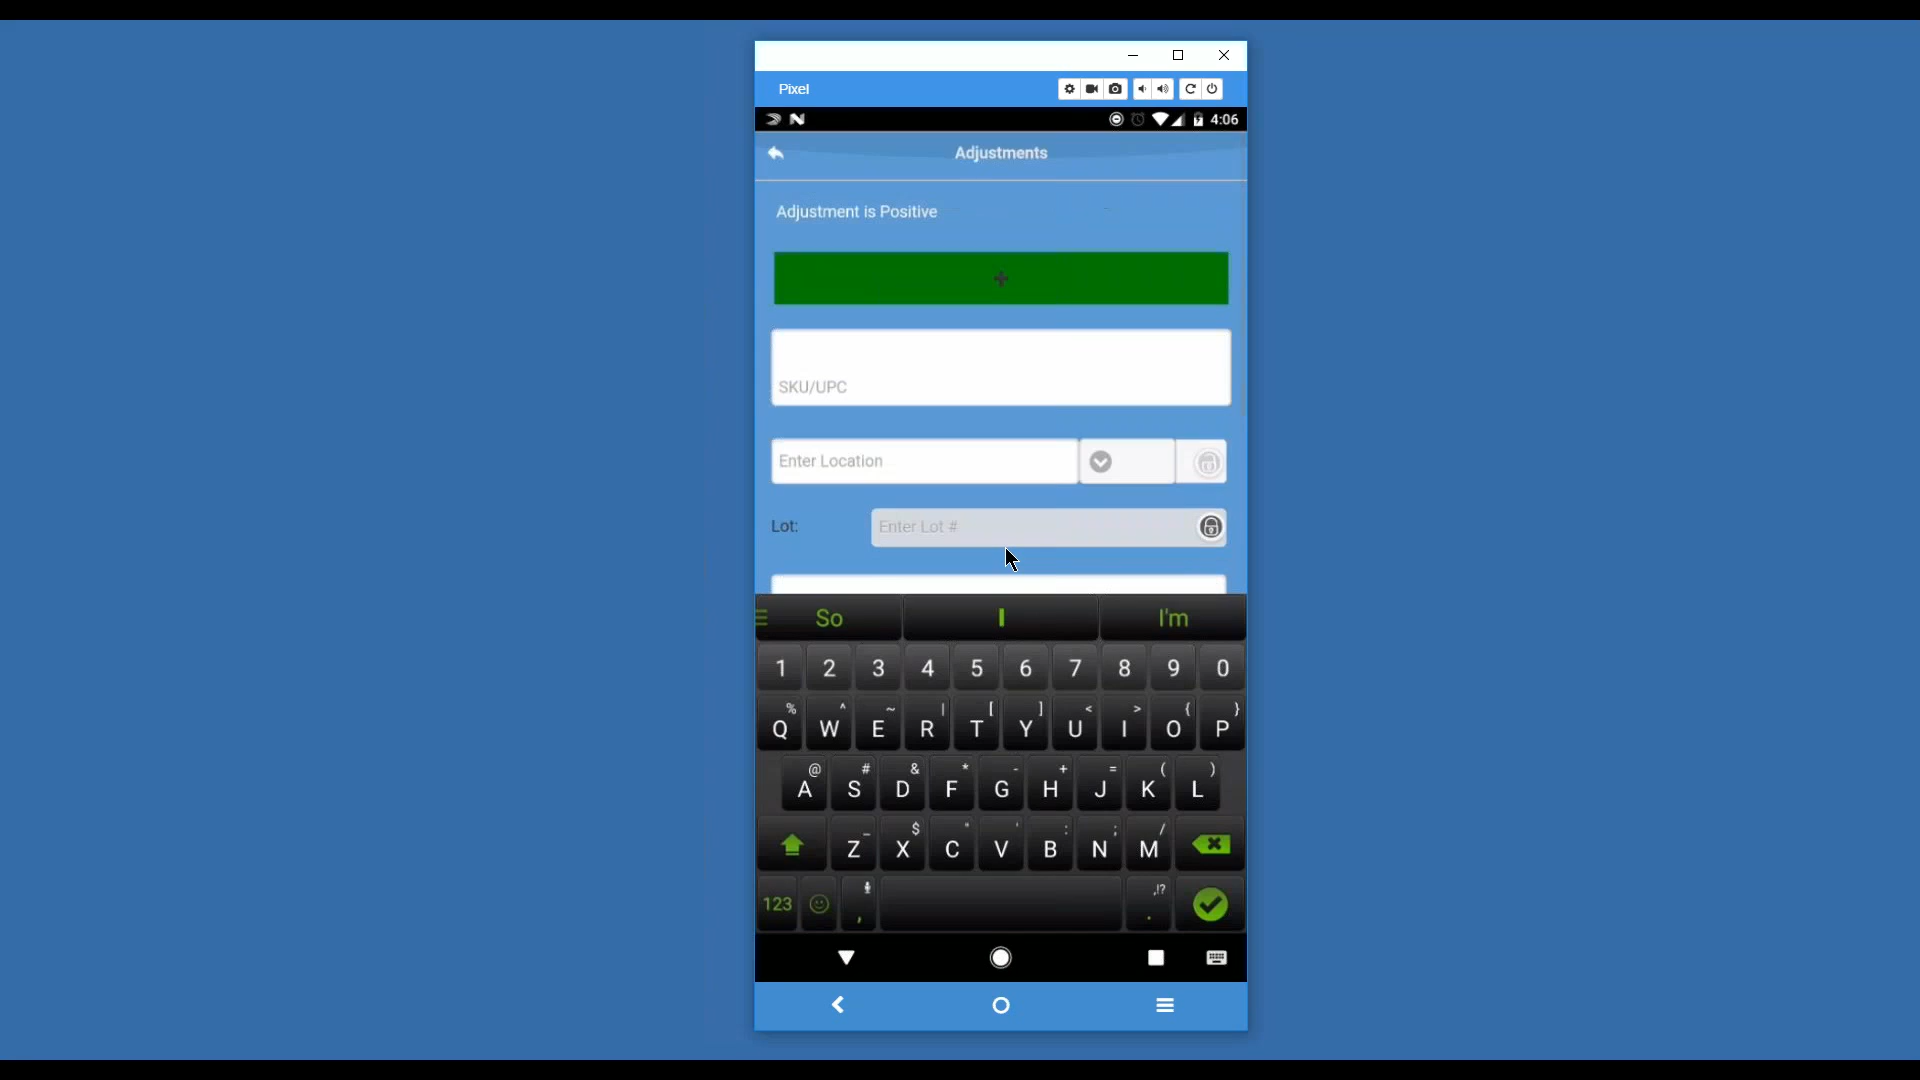 Pixel
4:06
Adjustments
Adjustment is Positive
+
SKU/UPC
Enter Location
Lot: Enter Lot #
So I I'm
1 2 3 4 5 6 7 8 9 0
% ^ ~ | [ ] < > { }
Q W E R T Y U I O P
@ # & * - + = ( )
A S D F G H J K L
_ $ " ' : ; /
Z X C V B N M
,!?
123 , .